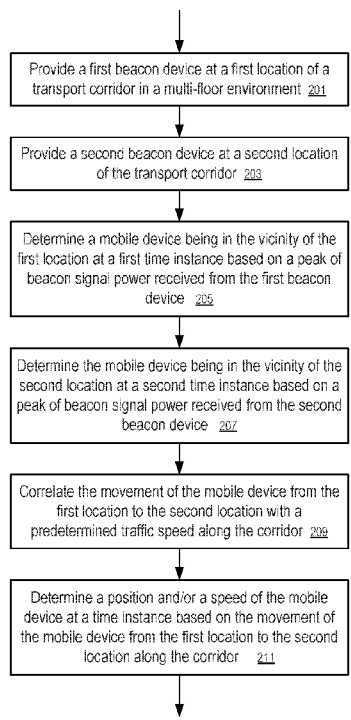 Provide a first beacon device at a first location of a
transport corridor in a multi-floor environment 201
Provide a second beacon device at a second location
of the transport corridor 203
Determine a mobile device being in the vicinity of the
first location at a first time instance based on a peak
of beacon signal power received from the first beacon
device 205
Determine the mobile device being in the vicinity of the
second location at a second time instance based on a
peak of beacon signal power received from the second
beacon device 207
Correlate the movement of the mobile device from the
first location to the second location with a
predetermined traffic speed along the corridor 209
Determine a position and/or a speed of the mobile
device at a time instance based on the movement of
the mobile device from the first location to the second
location along the corridor 211